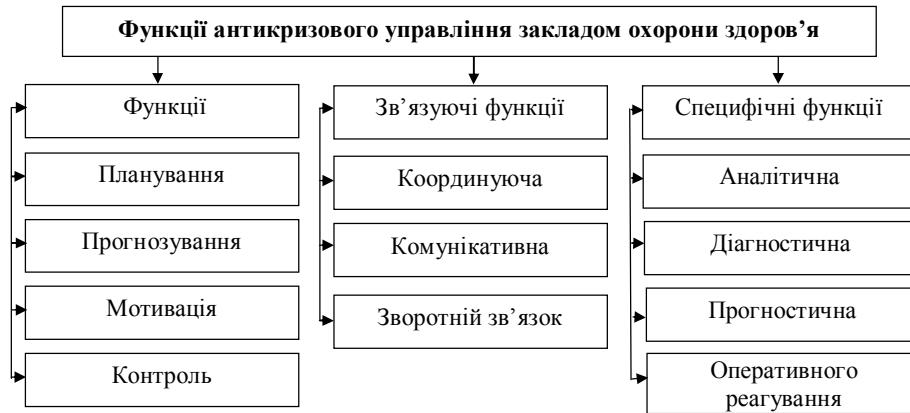 Функції антикризового управління закладом охорони здоров’я
Функції
Планування
Прогнозування
Мотивація
Контроль
Зв’язуючі функції
Координуюча
Комунікативна
Зворотній зв’язок
Специфічні функції
Аналітична
Діагностична
Прогностична
Оперативного
реагування